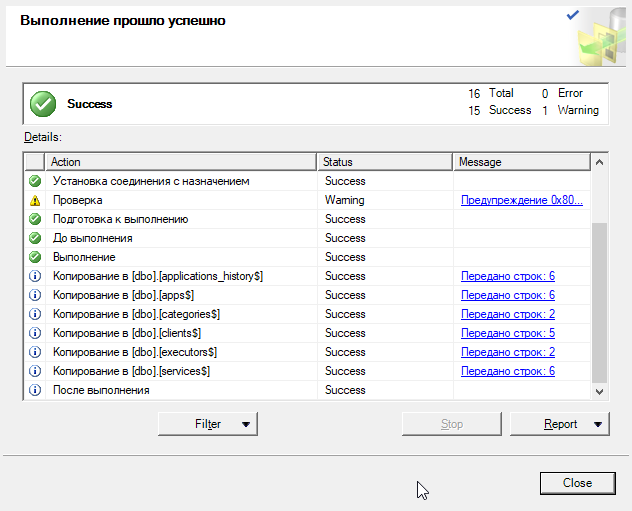 Выполнение прошло успешно
Success
16 Total 0 Error
15 Success 1 Warning
Details:
Action Status Message
Установка соединения с назначением Success
Проверка Warning Предупреждение 0x80...
Подготовка к выполнению Success
До выполнения Success
Выполнение Success
Копирование в [dbo].[applications_history$] Success Передано строк: 6
Копирование в [dbo].[apps$] Success Передано строк: 6
Копирование в [dbo].[categories$] Success Передано строк: 2
Копирование в [dbo].[clients$] Success Передано строк: 5
Копирование в [dbo].[executors$] Success Передано строк: 2
Копирование в [dbo].[services$] Success Передано строк: 6
После выполнения Success
Filter Stop Report
Close